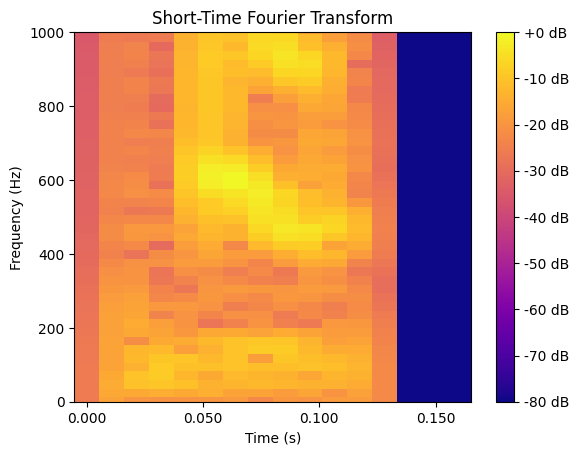 Short-Time Fourier Transform
1000
800
600
400
200
0
Frequency (Hz)
0.000
0.050
0.100
0.150
Time (s)
+0 dB
-10 dB
-20 dB
-30 dB
-40 dB
-50 dB
-60 dB
-70 dB
-80 dB